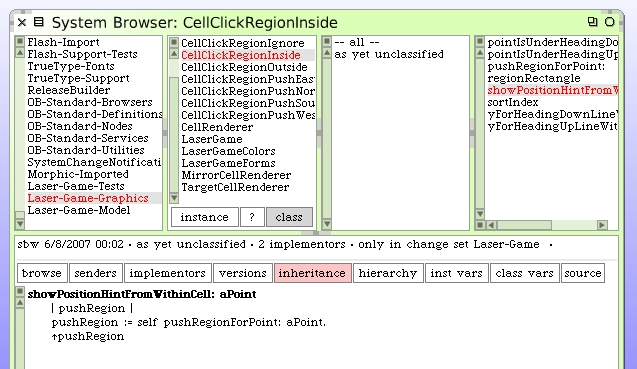 System Browser: CellClickRegionInside
Flash-Import
Flash-Support-Tests
TrueType-Fonts
TrueType-Support
ReleaseBuilder
OB-Standard-Browsers
OB-Standard-Definitions
OB-Standard-Nodes
OB-Standard-Services
OB-Standard-Utilities
SystemChangeNotificati
Morphic-Imported
Laser-Game-Tests
Laser-Game-Graphics
Laser-Game-Model
CellClickRegionIgnore
CellClickRegionInside
CellClickRegionOutside
CellClickRegionPushEas
CellClickRegionPushNor
CellClickRegionPushSou
CellClickRegionPushWes
CellRenderer
LaserGame
LaserGameColors
LaserGameForms
MirrorCellRenderer
TargetCellRenderer
instance ? class
-- all --
as yet unclassified
pointIsUnderHeadingDo
pointIsUnderHeadingUp
pushRegionForPoint:
regionRectangle
showPositionHintFromW
sortIndex
yForHeadingDownLineW
yForHeadingUpLineWit
sbw 6/8/2007 00:02 · as yet unclassified · 2 implementors · only in change set Laser-Game ·
browse senders implementors versions inheritance hierarchy inst vars class vars source
showPositionHintFromWithinCell: aPoint
| pushRegion |
pushRegion := self pushRegionForPoint: aPoint.
↑pushRegion